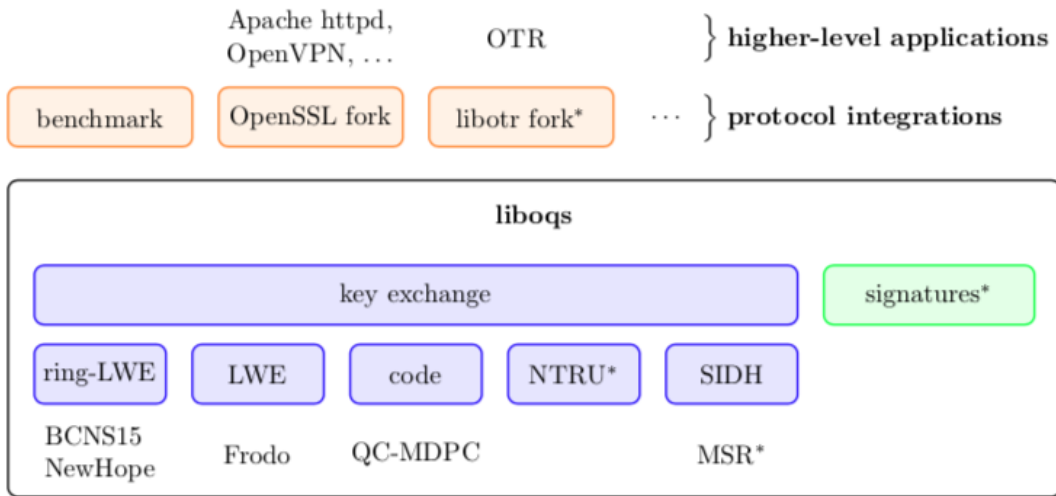 Apache httpd,
OpenVPN, ...
OTR
} higher-level applications
benchmark
OpenSSL fork
libotr fork*
...
} protocol integrations
liboqs
key exchange
signatures*
ring-LWE
LWE
code
NTRU*
SIDH
BCNS15
NewHope
Frodo
QC-MDPC
MSR*